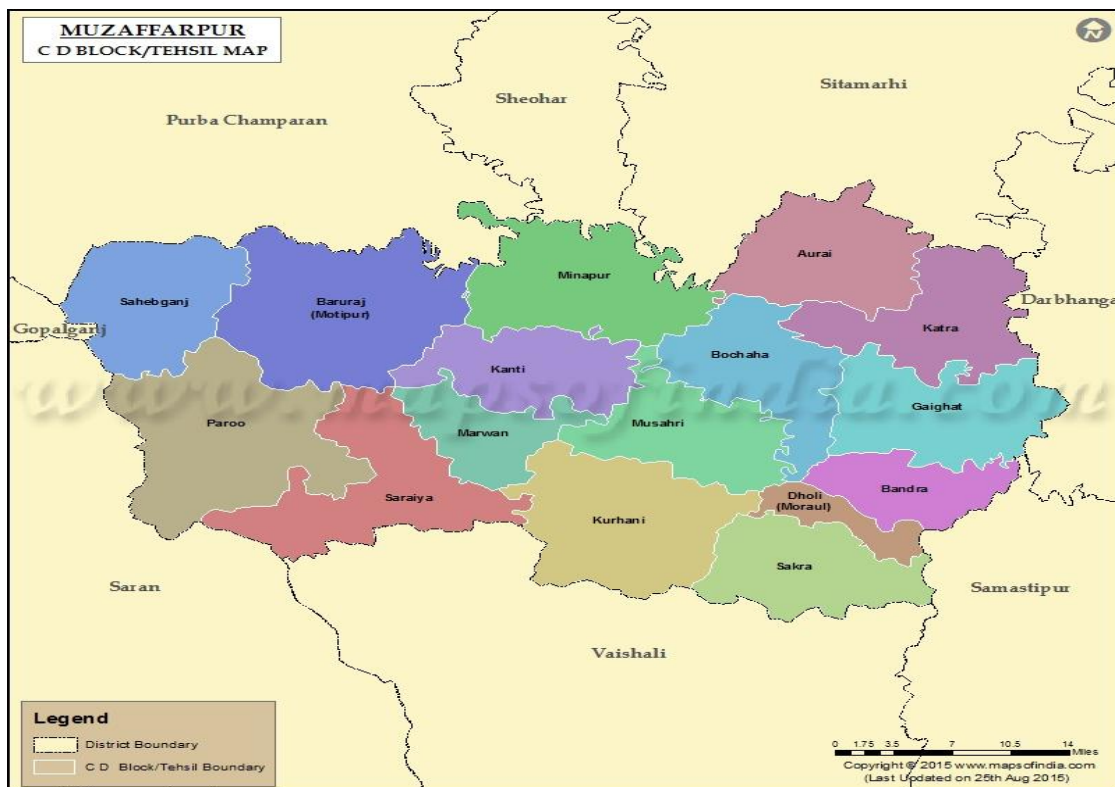 MUZAFFARPUR
C D BLOCK/TEHSIL MAP
N
Sitamarhi
Sheohar
Purba Champaran
Aurai
Minapur
Sahebganj
Baruraj
(Motipur)
Darbhanga
Gopalganj
Katra
Bochaha
Kanti
www.mapsofindia.com
Gaighat
Paroo
Marwan
Musahri
Bandra
Saraiya
Dholi
(Moraul)
Kurhani
Sakra
Saran
Samastipur
Vaishali
Legend
District Boundary
C D Block/Tehsil Boundary
0 1.75 3.5 7 10.5 14
Miles
Copyright © 2015 www.mapsofindia.com
(Last Updated on 25th Aug 2015)